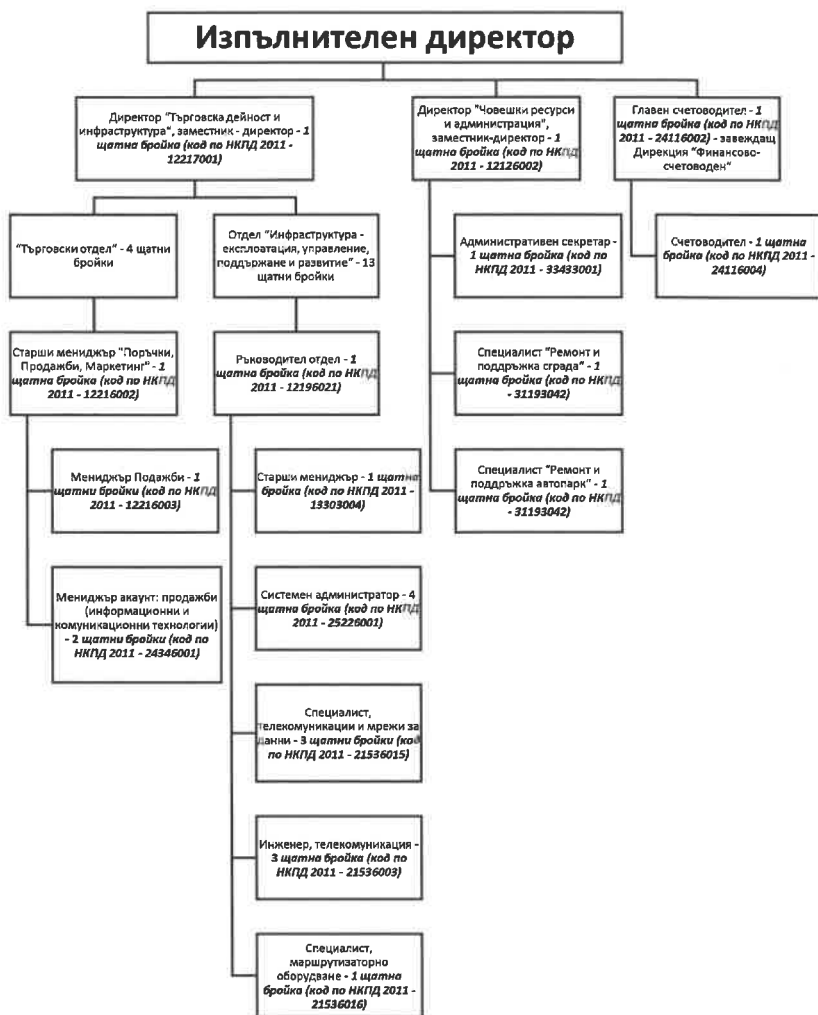 Изпълнителен директор
Директор "Търговска дейност и
инфраструктура", заместник - директор - 1
щатна бройка (код по НКПД 2011 -
12217001)
Директор "Човешки ресурси
и администрация",
заместник-директор - 1
щатна бройка (код по НКПД
2011 - 12126002)
Главен счетоводител - 1
щатна бройка (код по НКПД
2011 - 24116002) - завеждащ
Дирекция "Финансово-
счетоводен"
"Търговски отдел" - 4 щатни
бройки
Отдел "Инфраструктура -
експлоатация, управление,
поддържане и развитие" - 13
щатни бройки
Административен секретар -
1 щатна бройка (код по
НКПД 2011 - 33433001)
Счетоводител - 1 щатна
бройка (код по НКПД 2011 -
24116004)
Старши мениджър "Поръчки,
Продажби, Маркетинг" - 1
щатна бройка (код по НКПД
2011 - 12216002)
Ръководител отдел - 1
щатна бройка (код по НКПД
2011 - 12196021)
Специалист "Ремонт и
поддръжка сграда" - 1
щатна бройка (код по НКПД
- 31193042)
Мениджър Подажби - 1
щатни бройки (код по НКПД
2011 - 12216003)
Старши мениджър - 1 щатна
бройка (код по НКПД 2011 -
13303004)
Специалист "Ремонт и
поддръжка автопарк" - 1
щатна бройка (код по НКПД
- 31193042)
Мениджър акаунт: продажби
(информационни и
комуникационни технологии)
- 2 щатни бройки (код по
НКПД 2011 - 24346001)
Системен администратор - 4
щатна бройка (код по НКПД
2011 - 25226001)
Специалист,
телекомуникации и мрежи за
данни - 3 щатни бройки (код
по НКПД 2011 - 21536015)
Инженер, телекомуникация -
3 щатна бройка (код по
НКПД 2011 - 21536003)
Специалист,
маршрутизаторно
оборудване - 1 щатна
бройка (код по НКПД 2011 -
21536016)